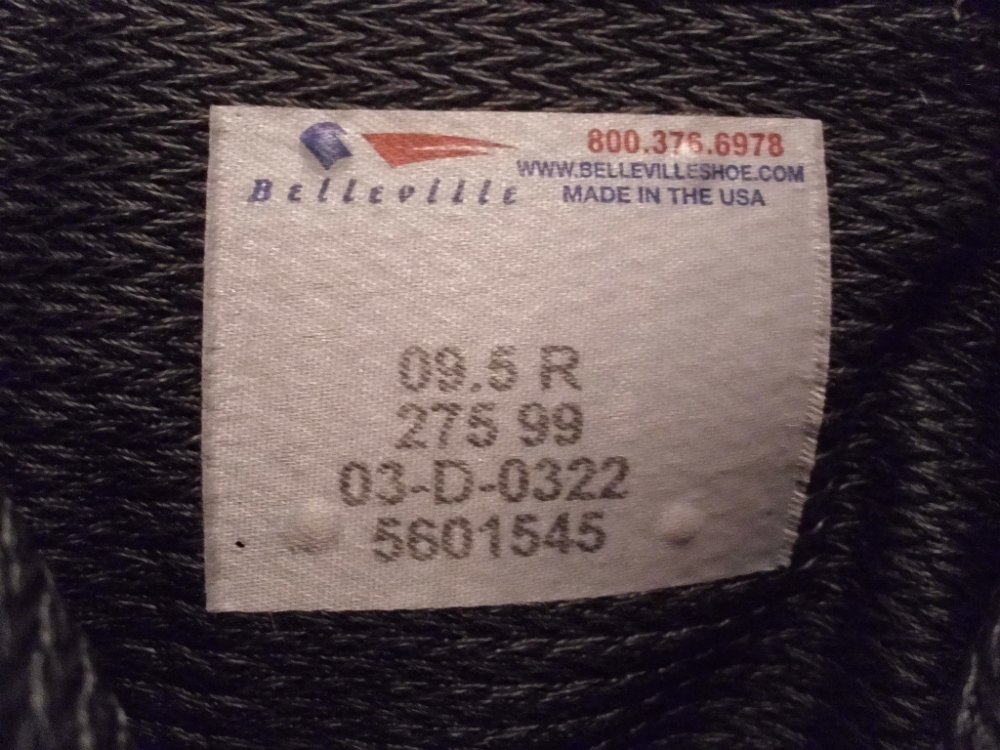 Belleville
800.376.6978
WWW.BELLEVILLESHOE.COM
MADE IN THE USA
09.5 R
275 99
03-D-0322
5601545